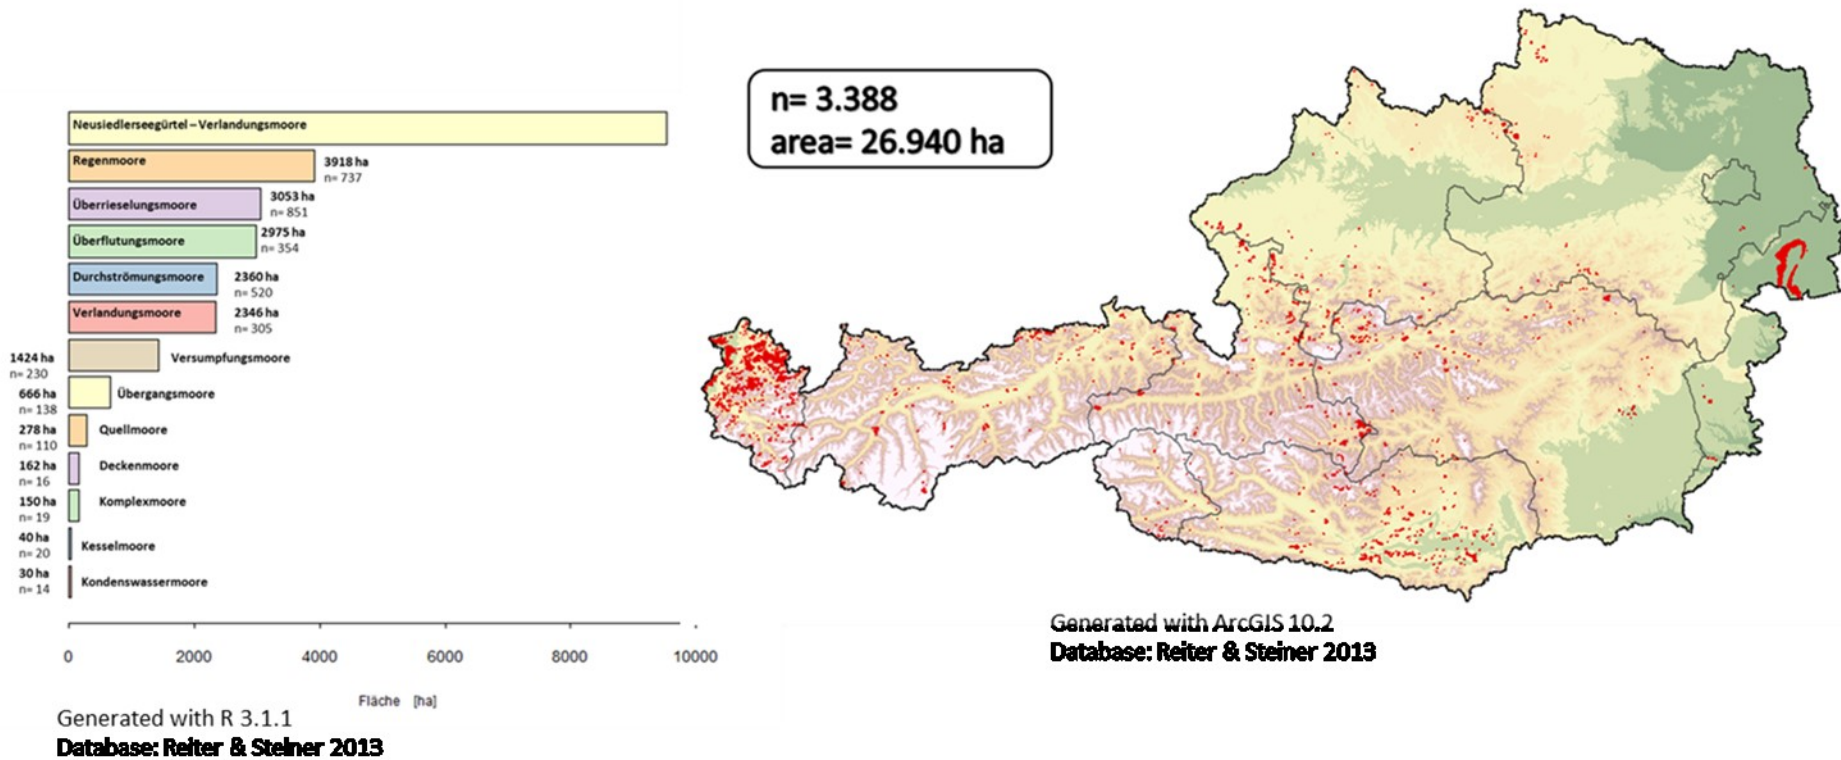 n= 3.388
area= 26.940 ha
Neusiedlerseegürtel – Verlandungsmoore
Regenmoore
3918 ha
n= 737
Überrieselungsmoore
3053 ha
n= 851
Überflutungsmoore
2975 ha
n= 354
Durchströmungsmoore
2360 ha
n= 520
Verlandungsmoore
2346 ha
n= 305
1424 ha
n= 230
Versumpfungsmoore
666 ha
n= 138
Übergangsmoore
278 ha
n= 110
Quellmoore
162 ha
n= 16
Deckenmoore
150 ha
n= 19
Komplexmoore
40 ha
n= 20
Kesselmoore
30 ha
n= 14
Kondenswassermoore
0 2000 4000 6000 8000 10000
Fläche [ha]
Generated with R 3.1.1
Database: Reiter & Steiner 2013
Generated with ArcGIS 10.2
Database: Reiter & Steiner 2013